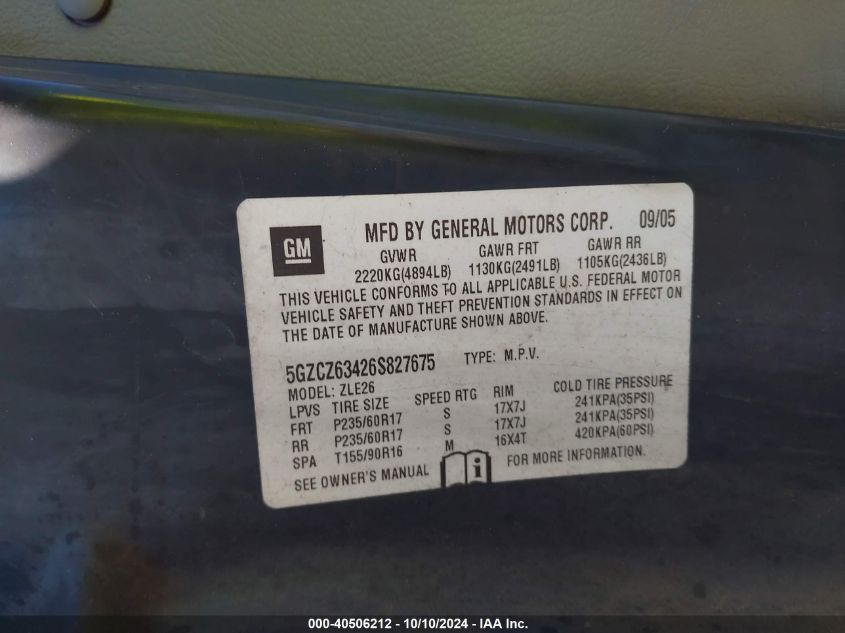 GM
MFD BY GENERAL MOTORS CORP. 09/05
GVWR GAWR FRT GAWR RR
2220KG(4894LB) 1130KG(2491LB) 1105KG(2436LB)
THIS VEHICLE CONFORMS TO ALL APPLICABLE U.S. FEDERAL MOTOR
VEHICLE SAFETY AND THEFT PREVENTION STANDARDS IN EFFECT ON
THE DATE OF MANUFACTURE SHOWN ABOVE.
5GZCZ63426S827675 TYPE: M.P.V.
MODEL: ZLE26
LPVS TIRE SIZE SPEED RTG RIM COLD TIRE PRESSURE
FRT P235/60R17 S 17X7J 241KPA(35PSI)
RR P235/60R17 S 17X7J 241KPA(35PSI)
SPA T155/90R16 M 16X4T 420KPA(60PSI)
SEE OWNER'S MANUAL i FOR MORE INFORMATION.
000-40506212 - 10/10/2024 - IAA Inc.